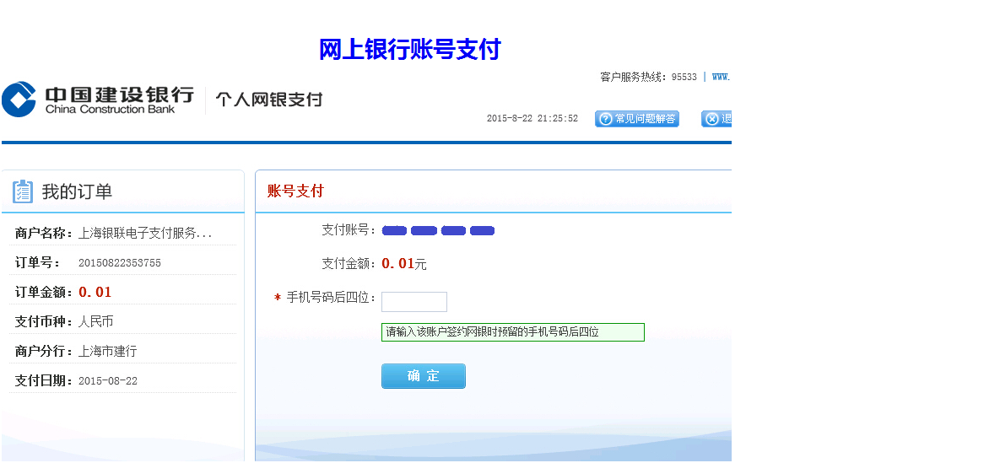 网上银行账号支付
客户服务热线：95533 | www.
中国建设银行 个人网银支付
China Construction Bank
2015-8-22 21:25:52 常见问题解答 退
我的订单
商户名称：上海银联电子支付服务...
订单号： 20150822353755
订单金额：0.01
支付币种：人民币
商户分行：上海市建行
支付日期：2015-08-22
账号支付
支付账号：
支付金额：0.01元
* 手机号码后四位：
请输入该账户签约网银时预留的手机号码后四位
确 定